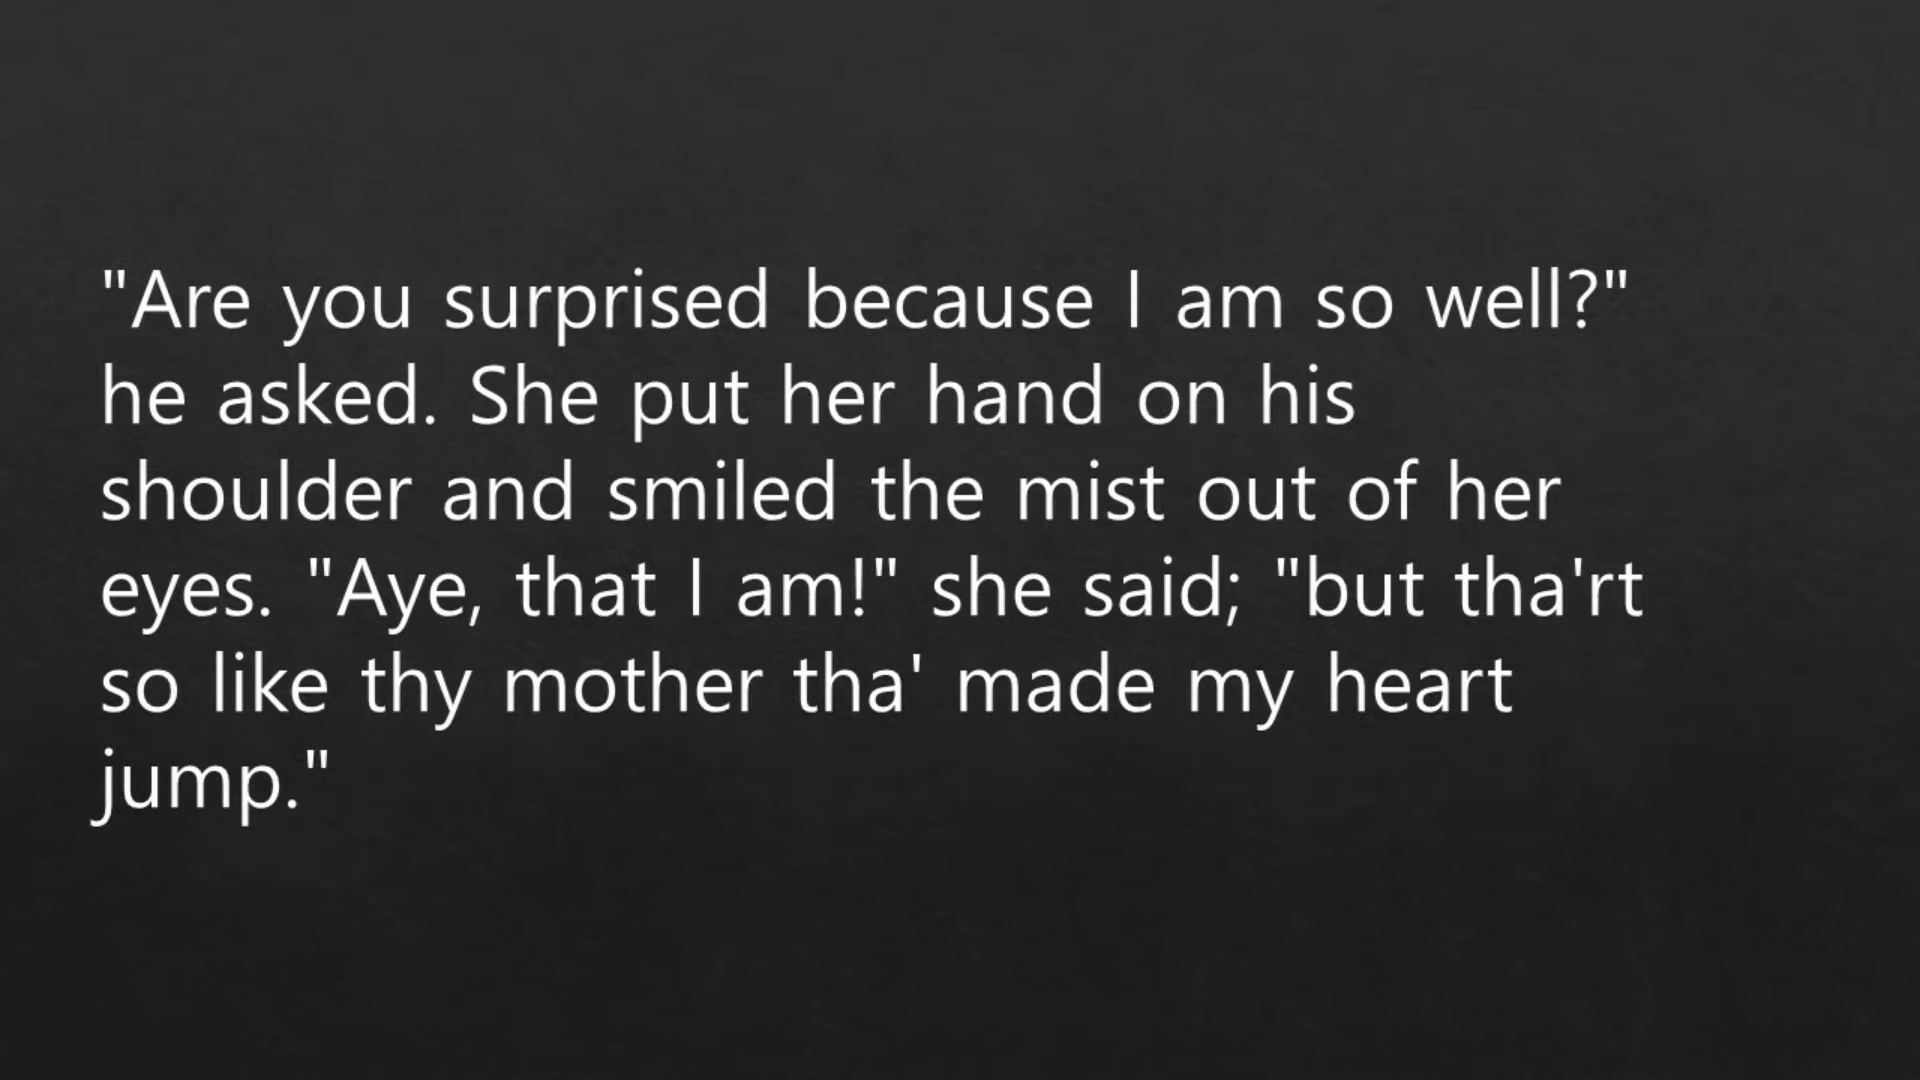 "Are you surprised because I am so well?"
he asked. She put her hand on his
shoulder and smiled the mist out of her
eyes. "Aye, that I am!" she said; "but tha'rt
so like thy mother tha' made my heart
jump."